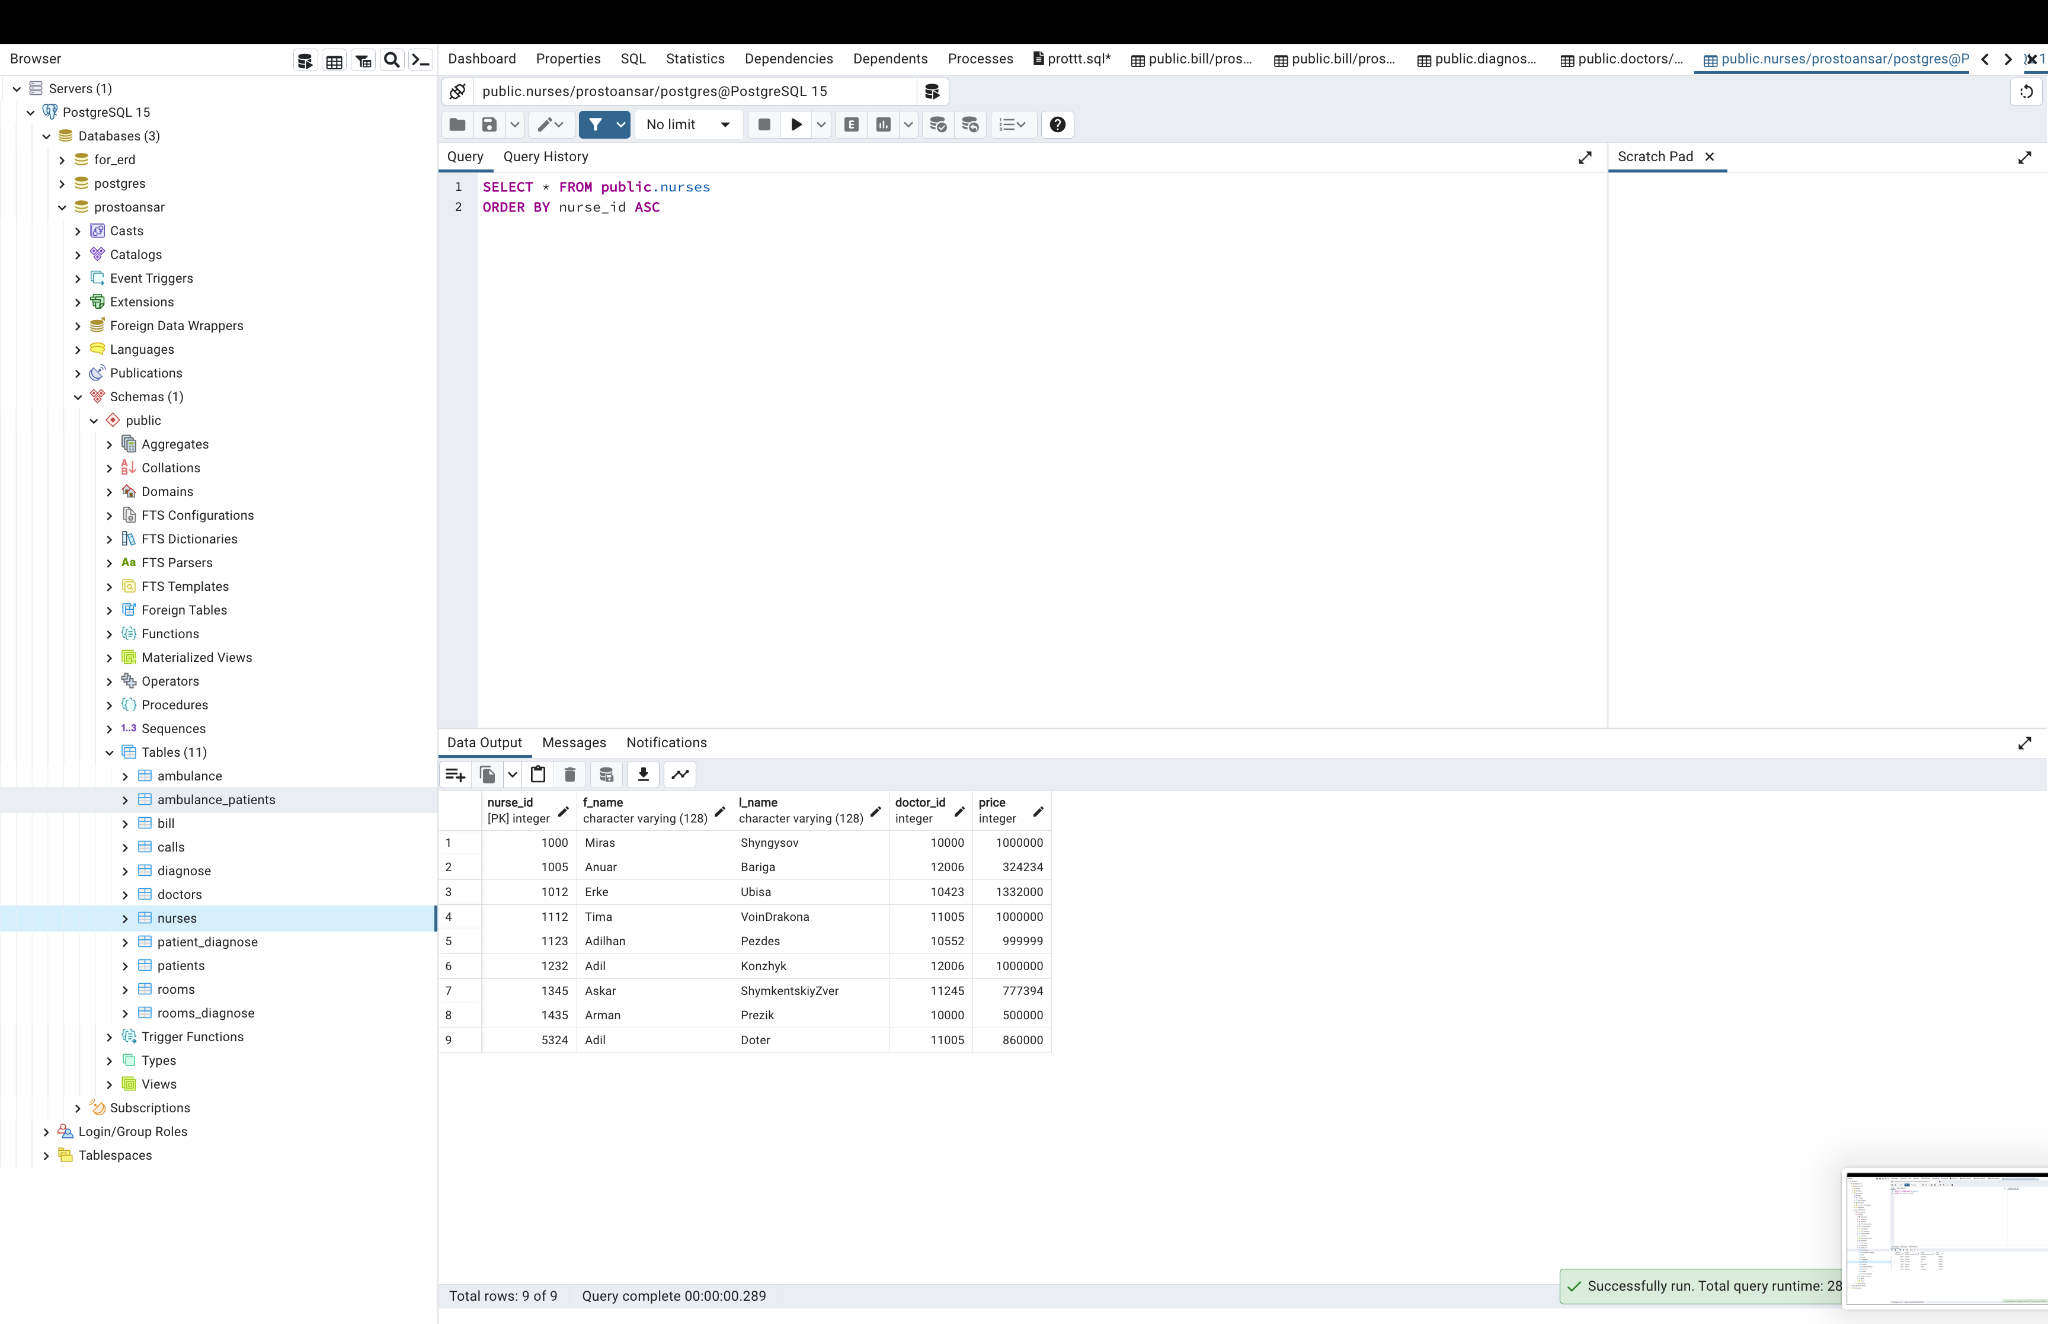 Browser
Dashboard Properties SQL Statistics Dependencies Dependents Processes prottt.sql* public.bill/pros... public.bill/pros... public.diagnos... public.doctors/... public.nurses/prostoansar/postgres@P
Servers (1)
PostgreSQL 15
Databases (3)
for_erd
postgres
prostoansar
Casts
Catalogs
Event Triggers
Extensions
Foreign Data Wrappers
Languages
Publications
Schemas (1)
public
Aggregates
Collations
Domains
FTS Configurations
FTS Dictionaries
Aa FTS Parsers
FTS Templates
Foreign Tables
Functions
Materialized Views
Operators
Procedures
1..3 Sequences
Tables (11)
ambulance
ambulance_patients
bill
calls
diagnose
doctors
nurses
patient_diagnose
patients
rooms
rooms_diagnose
Trigger Functions
Types
Views
Subscriptions
Login/Group Roles
Tablespaces
public.nurses/prostoansar/postgres@PostgreSQL 15
No limit E
Query Query History
Scratch Pad
1 SELECT * FROM public.nurses
2 ORDER BY nurse_id ASC
Data Output Messages Notifications
nurse_id f_name l_name doctor_id price
[PK] integer character varying (128) character varying (128) integer integer
1 1000 Miras Shyngysov 10000 1000000
2 1005 Anuar Bariga 12006 324234
3 1012 Erke Ubisa 10423 1332000
4 1112 Tima VoinDrakona 11005 1000000
5 1123 Adilhan Pezdes 10552 999999
6 1232 Adil Konzhyk 12006 1000000
7 1345 Askar ShymkentskiyZver 11245 777394
8 1435 Arman Prezik 10000 500000
9 5324 Adil Doter 11005 860000
Total rows: 9 of 9 Query complete 00:00:00.289
Successfully run. Total query runtime: 28